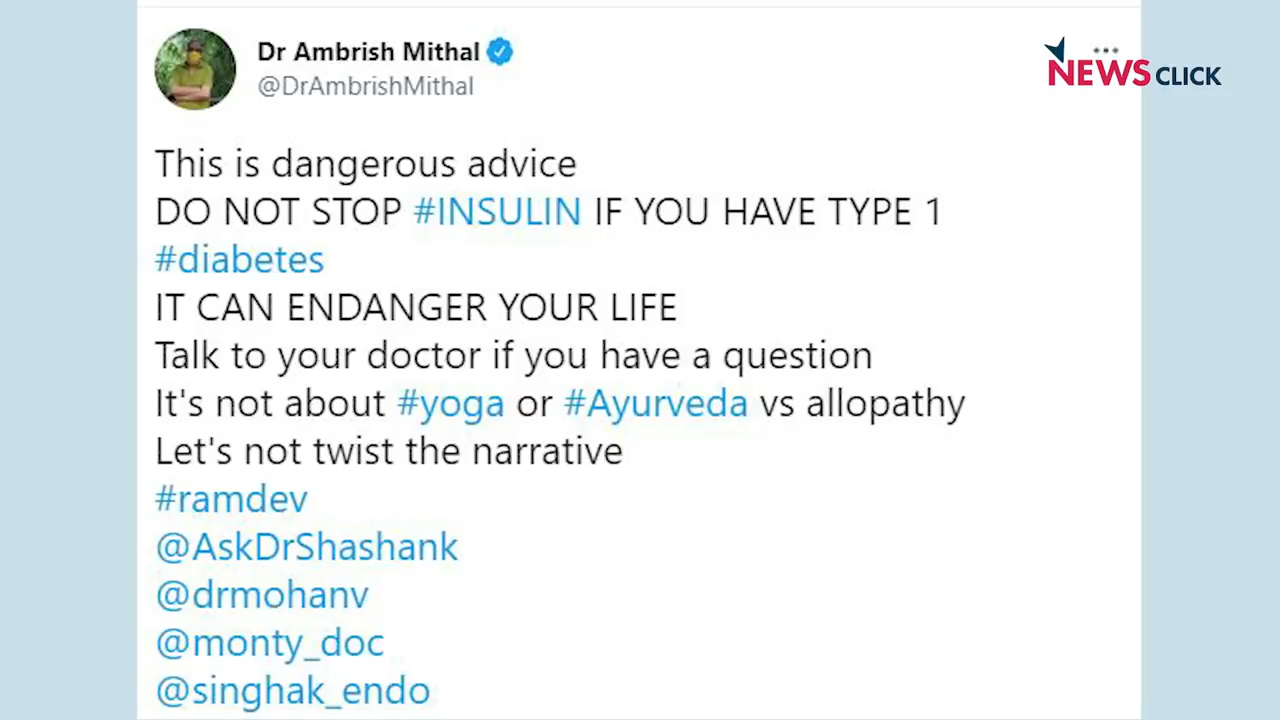 Dr Ambrish Mithal
@DrAmbrishMithal
NEWS CLICK
This is dangerous advice
DO NOT STOP #INSULIN IF YOU HAVE TYPE 1
#diabetes
IT CAN ENDANGER YOUR LIFE
Talk to your doctor if you have a question
It's not about #yoga or #Ayurveda vs allopathy
Let's not twist the narrative
#ramdev
@AskDrShashank
@drmohanv
@monty_doc
@singhak_endo